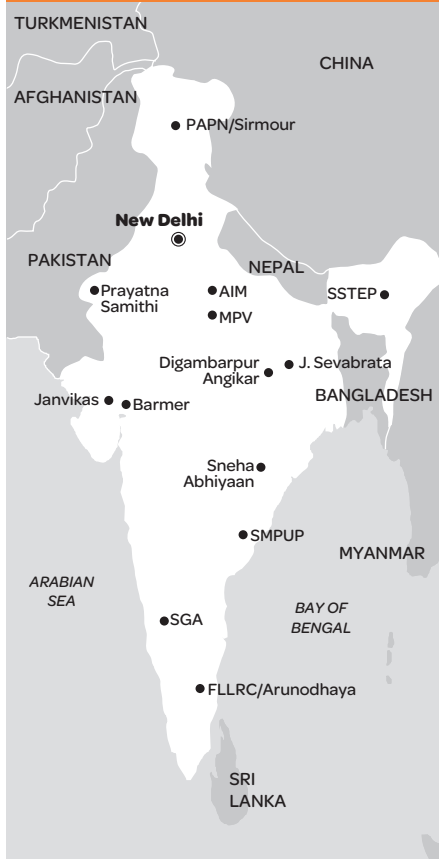 TURKMENISTAN
CHINA
AFGHANISTAN
PAPN/Sirmour
New Delhi
PAKISTAN
NEPAL
Prayatna
Samithi
AIM
SSTEP
MPV
Digambarpur
Angikar
J. Sevabrata
BANGLADESH
Janvikas
Barmer
Sneha
Abhiyaan
SMPUP
MYANMAR
ARABIAN
SEA
BAY OF
BENGAL
SGA
FLLRC/Arunodhaya
SRI
LANKA